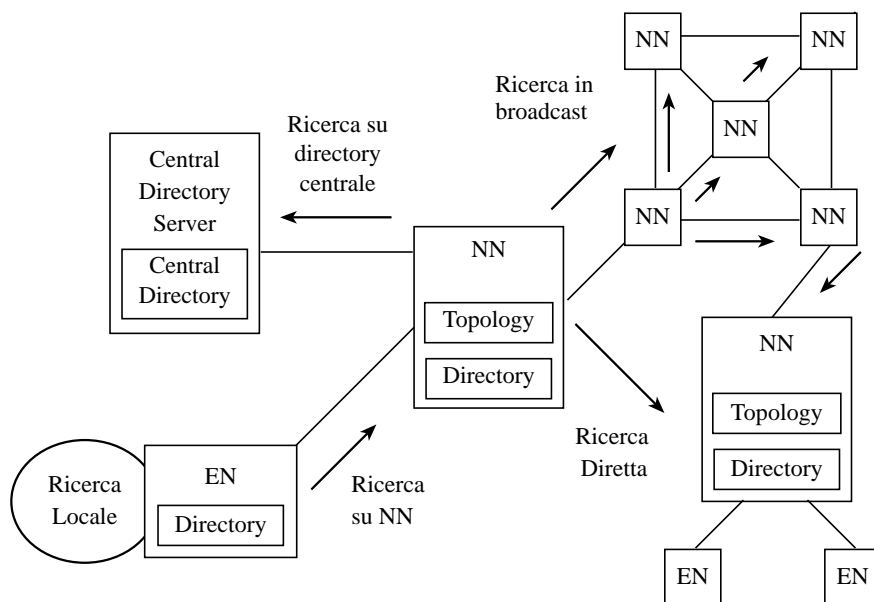 NN
NN
Ricerca in
broadcast
NN
Ricerca su
directory
centrale
Central
Directory
Server
Central
Directory
NN
NN
NN
Topology
Directory
NN
Topology
Directory
Ricerca
Diretta
EN
Directory
Ricerca
Locale
Ricerca
su NN
EN
EN